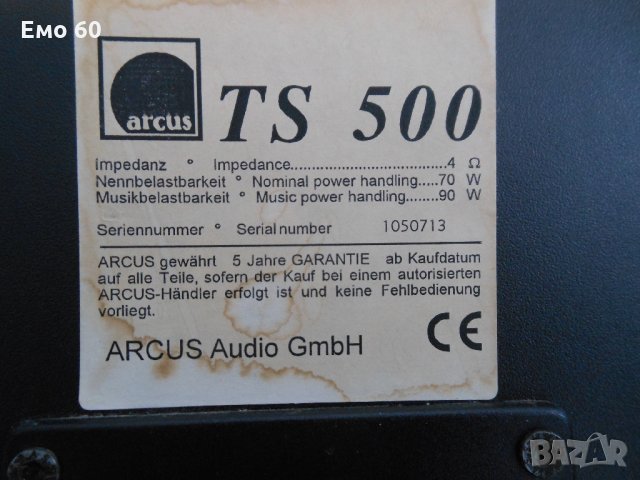 Emo 60
arcus
TS 500
Impedanz ° Impedance......................................4 Ω
Nennbelastbarkeit ° Nominal power handling.....70 W
Musikbelastbarkeit ° Music power handling........90 W
Seriennummer ° Serial number 1050713
ARCUS gewährt 5 Jahre GARANTIE ab Kaufdatum
auf alle Teile, sofern der Kauf bei einem autorisierten
ARCUS-Händler erfolgt ist und keine Fehlbedienung
vorliegt.
ARCUS Audio GmbH CE
BAZAR